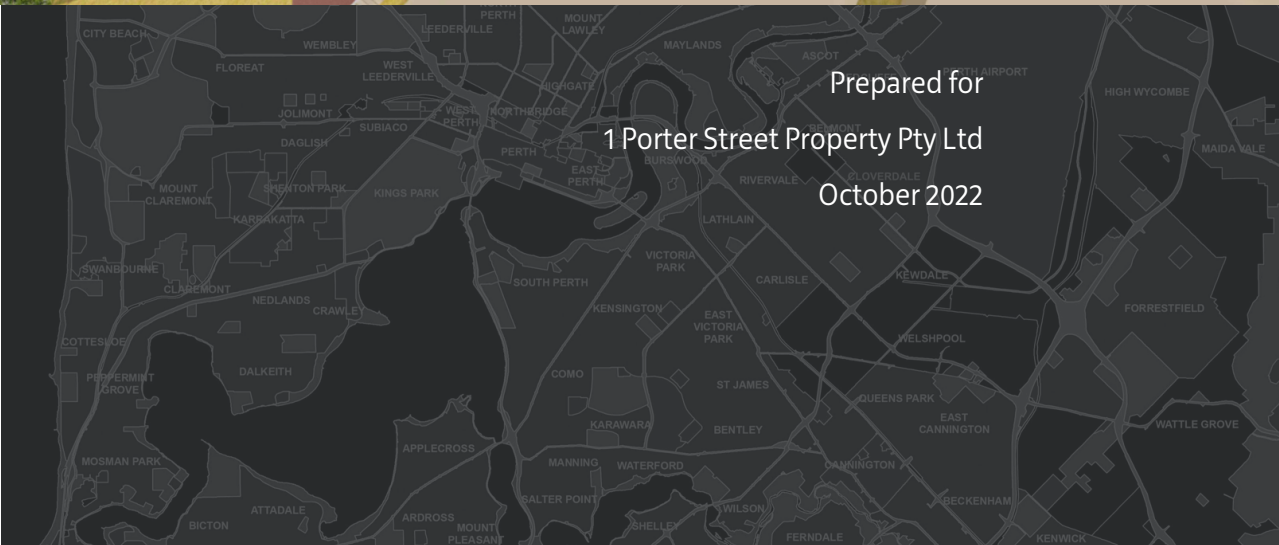 NORTH
PERTH
MOUNT
LAWLEY
CITY BEACH
LEEDERVILLE
WEMBLEY
MAYLANDS
ASCOT
FLOREAT
WEST
LEEDERVILLE
PERTH AIRPORT
Prepared for
HIGHGATE
HIGH WYCOMBE
JOLIMONT
WEST
PERTH
NORTHBRIDGE
SUBIACO
BELMONT
DAGLISH
1 Porter Street Property Pty Ltd
PERTH
MAIDA VALE
BURSWOOD
EAST
PERTH
RIVERVALE
CLOVERDALE
MOUNT
CLAREMONT
SHENTON PARK
KINGS PARK
October 2022
KARRAKATTA
LATHLAIN
VICTORIA
PARK
SWANBOURNE
KEWDALE
SOUTH PERTH
CARLISLE
CLAREMONT
NEDLANDS
CRAWLEY
KENSINGTON
FORRESTFIELD
EAST
VICTORIA
PARK
COTTESLOE
WELSHPOOL
DALKEITH
COMO
PEPPERMINT
GROVE
ST JAMES
QUEENS PARK
EAST
CANNINGTON
KARAWARA
WATTLE GROVE
BENTLEY
APPLECROSS
MOSMAN PARK
MANNING
WATERFORD
CANNINGTON
SALTER POINT
BECKENHAM
ATTADALE
WILSON
ARDROSS
BICTON
MOUNT
PLEASANT
SHELLEY
FERNDALE
KENWICK